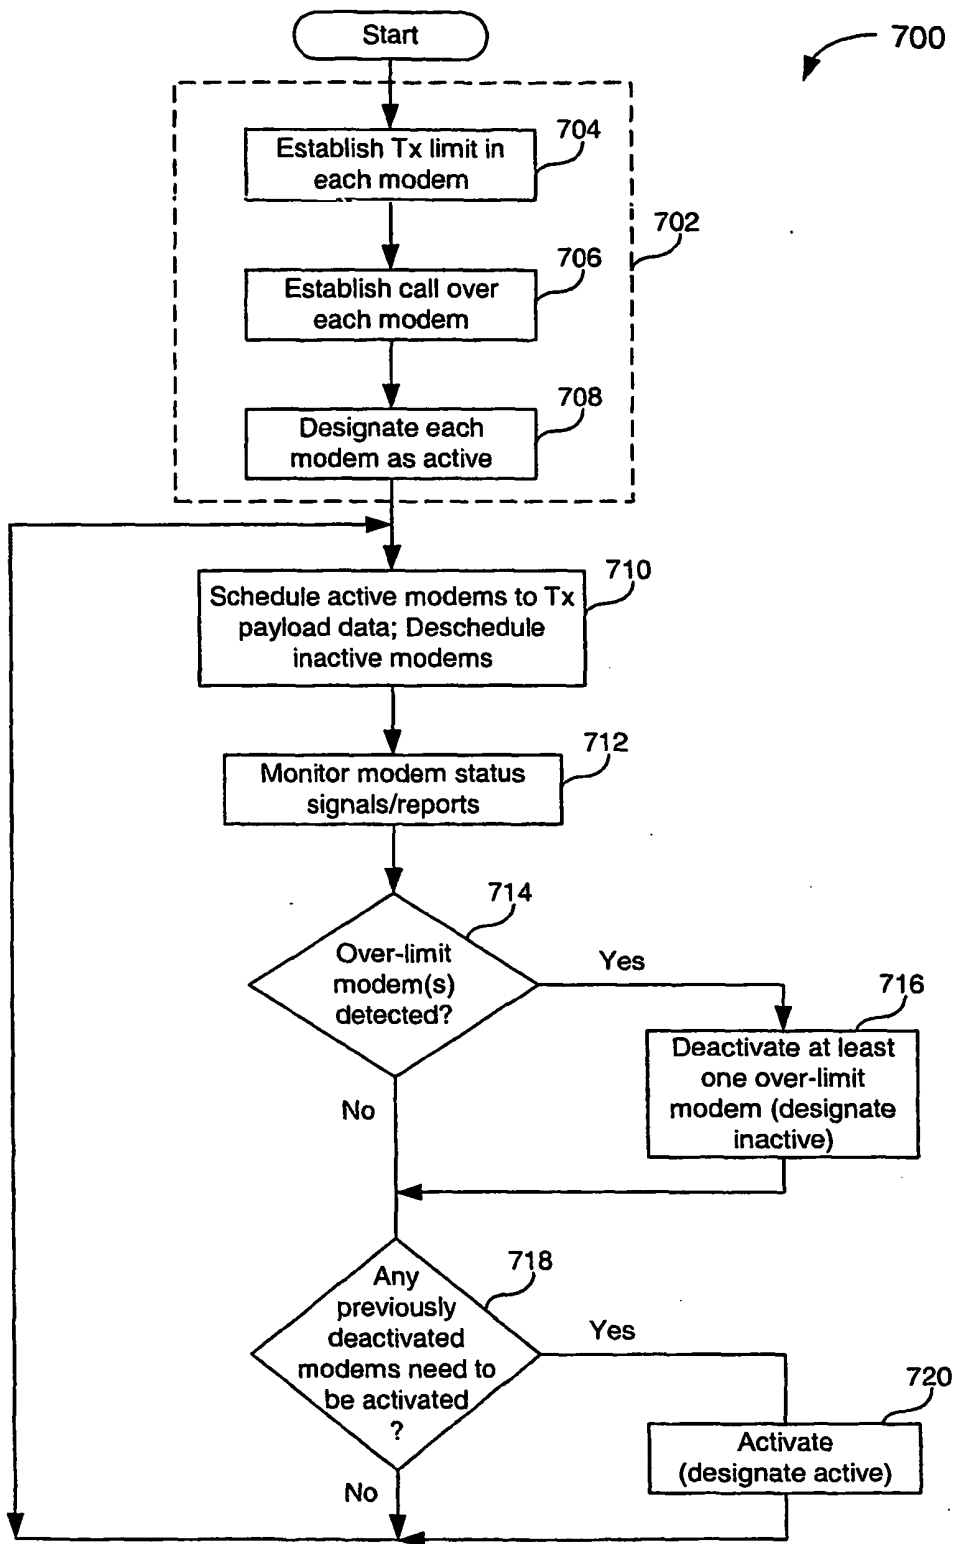 Start
700
704
Establish Tx limit in
each modem
702
706
Establish call over
each modem
708
Designate each
modem as active
710
Schedule active modems to Tx
payload data; Deschedule
inactive modems
712
Monitor modem status
signals/reports
714
Over-limit
modem(s)
detected?
Yes
716
Deactivate at least
one over-limit
modem (designate
inactive)
No
718
Any
previously
deactivated
modems need to
be activated
?
Yes
720
Activate
(designate active)
No